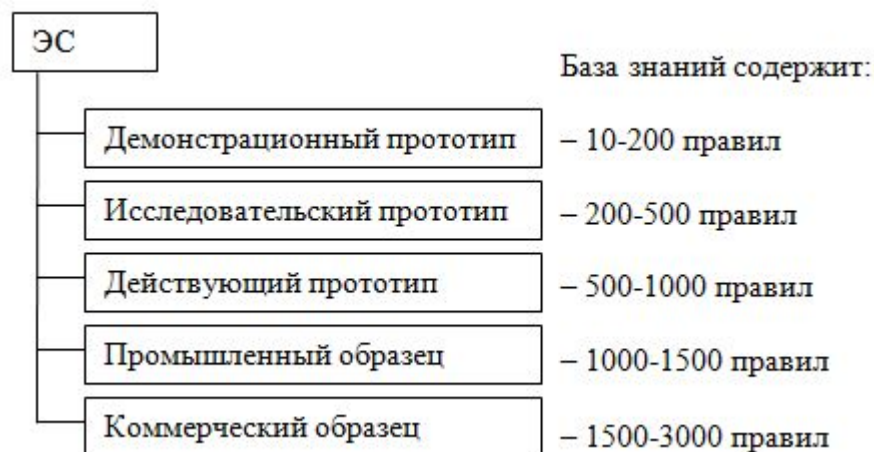 ЭС
База знаний содержит:
Демонстрационный прототип – 10-200 правил
Исследовательский прототип – 200-500 правил
Действующий прототип – 500-1000 правил
Промышленный образец – 1000-1500 правил
Коммерческий образец – 1500-3000 правил